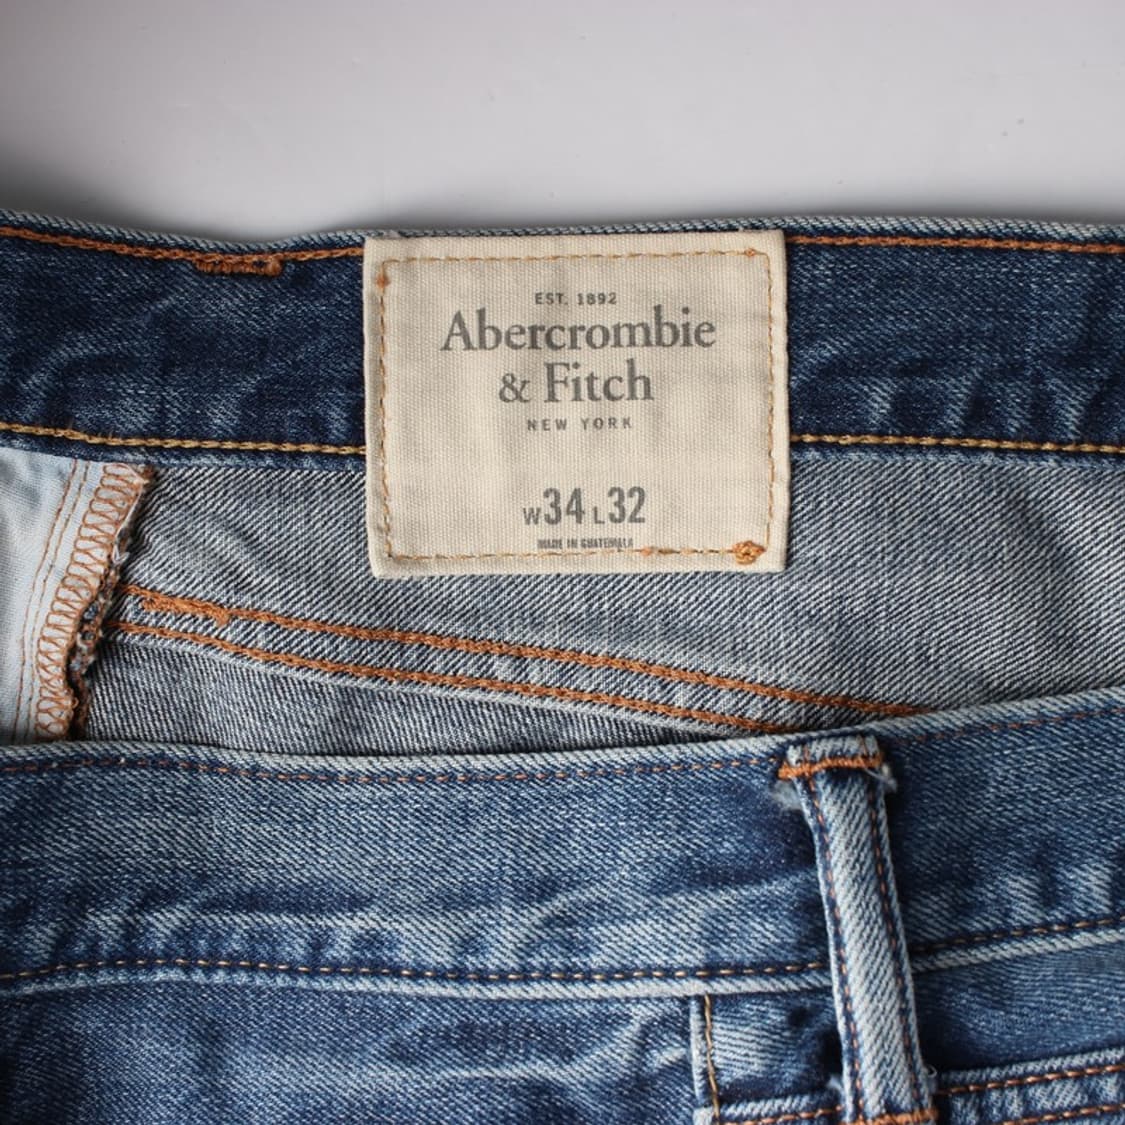 EST. 1892
Abercrombie
& Fitch
NEW YORK
W34 L32
MADE IN GUATEMALA